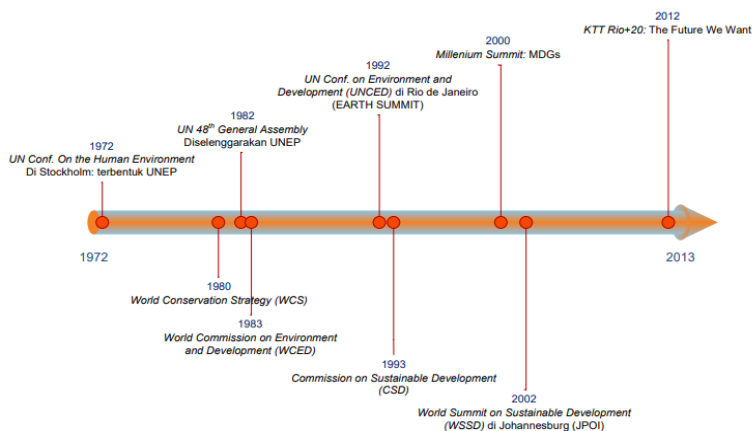 2012
KTT Rio+20: The Future We Want
2000
Millenium Summit: MDGs
1992
UN Conf. on Environment and
Development (UNCED) di Rio de Janeiro
(EARTH SUMMIT)
1982
UN 48th General Assembly
Diselenggarakan UNEP
1972
UN Conf. On the Human Environment
Di Stockholm: terbentuk UNEP
1972
2013
1980
World Conservation Strategy (WCS)
1983
World Commission on Environment
and Development (WCED)
1993
Commission on Sustainable Development
(CSD)
2002
World Summit on Sustainable Development
(WSSD) di Johannesburg (JPOI)